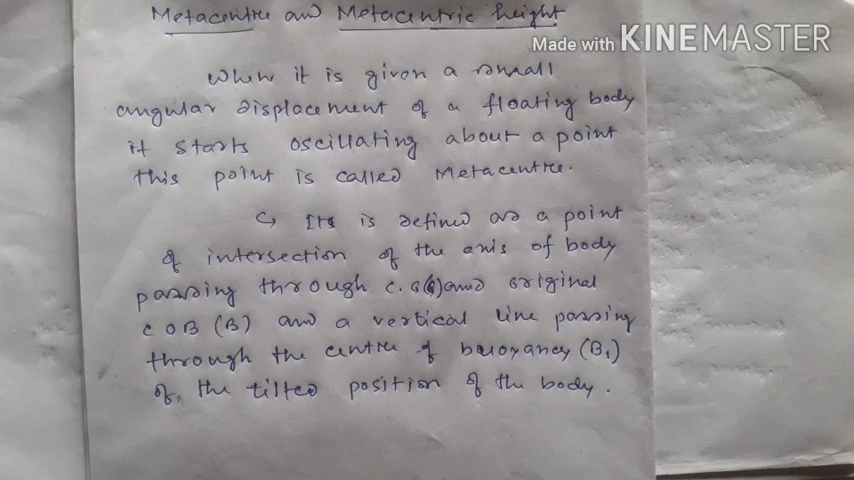 Metacentre and Metacentric height
Made with KINEMASTER
When it is given a small
angular displacement of a floating body
it starts oscillating about a point
this point is called Metacentre.
↪ It is defined as a point
of intersection of the axis of body
passing through C.G(G) and original
COB (B) and a vertical line passing
through the centre of buoyancy (B₁)
of the tilted position of the body.